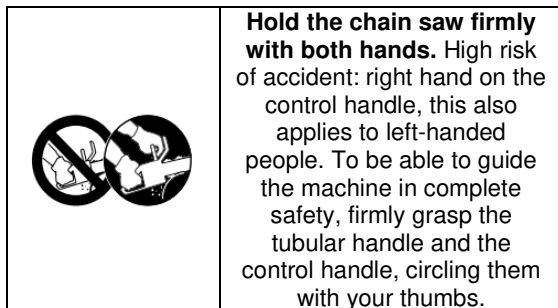 Hold the chain saw firmly
with both hands. High risk
of accident: right hand on the
control handle, this also
applies to left-handed
people. To be able to guide
the machine in complete
safety, firmly grasp the
tubular handle and the
control handle, circling them
with your thumbs.